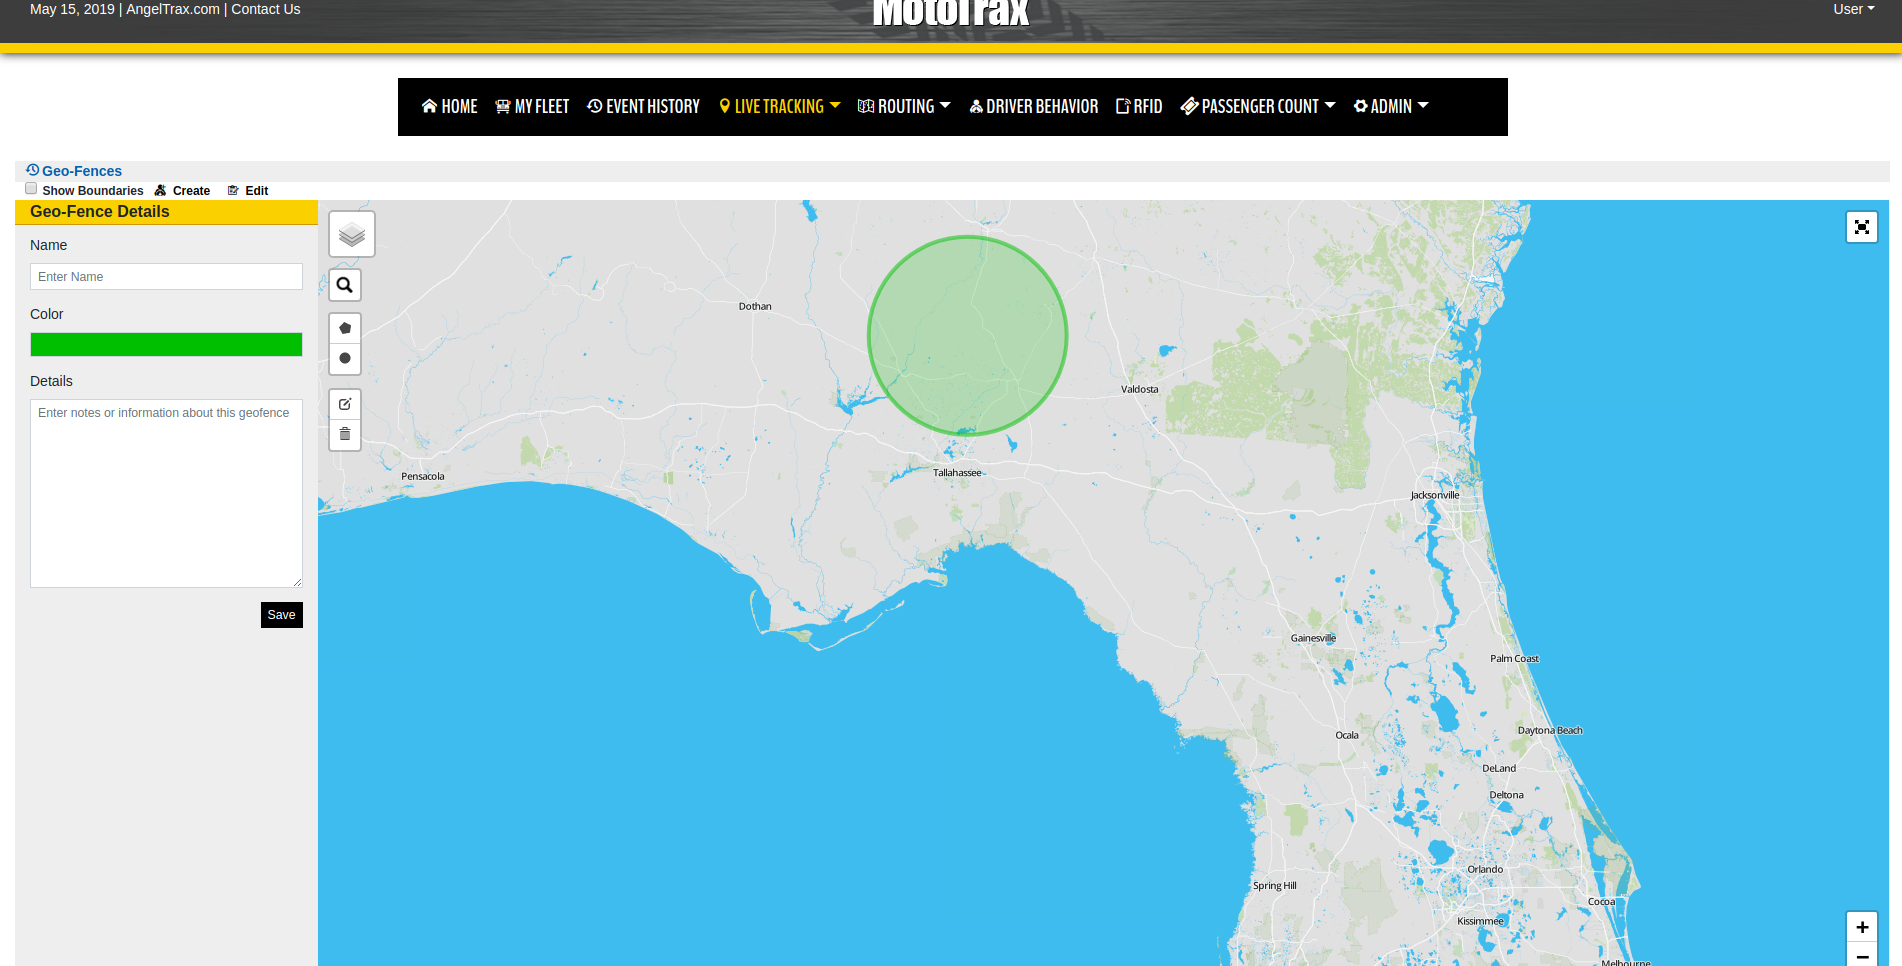 May 15, 2019 | AngelTrax.com | Contact Us
MotoTrax
User
HOME MY FLEET EVENT HISTORY LIVE TRACKING ROUTING DRIVER BEHAVIOR RFID PASSENGER COUNT ADMIN
Geo-Fences
Show Boundaries Create Edit
Geo-Fence Details
Name
Enter Name
Color
Details
Enter notes or information about this geofence
Save
Dothan
Valdosta
Pensacola
Tallahassee
Jacksonville
Gainesville
Palm Coast
Daytona Beach
Ocala
DeLand
Deltona
Orlando
Spring Hill
Cocoa
Kissimmee
Melbourne
+
−